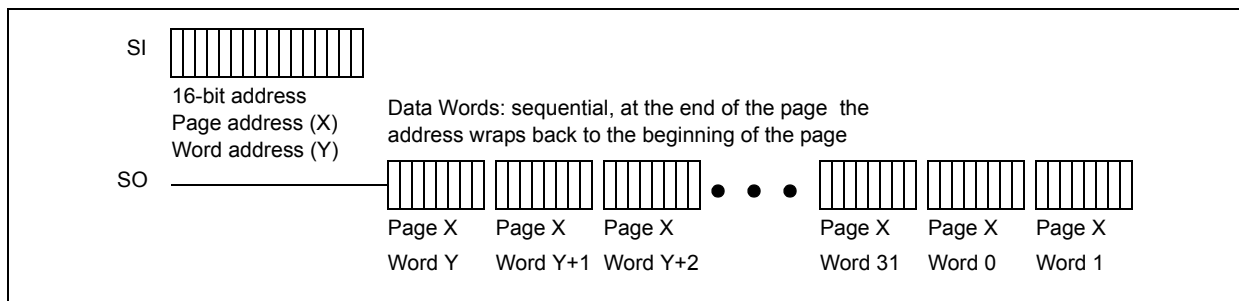 SI
16-bit address
Page address (X)
Word address (Y)
Data Words: sequential, at the end of the page the
address wraps back to the beginning of the page
SO
Page X Page X Page X Page X Page X Page X
Word Y Word Y+1 Word Y+2 Word 31 Word 0 Word 1